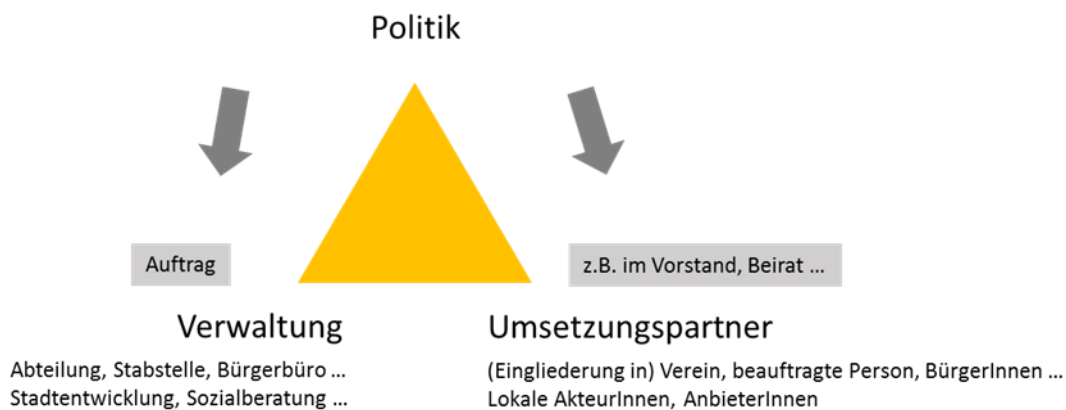 Politik
Auftrag
z.B. im Vorstand, Beirat ...
Verwaltung
Umsetzungspartner
Abteilung, Stabstelle, Bürgerbüro ...
Stadtentwicklung, Sozialberatung ...
(Eingliederung in) Verein, beauftragte Person, BürgerInnen ...
Lokale AkteurInnen, AnbieterInnen